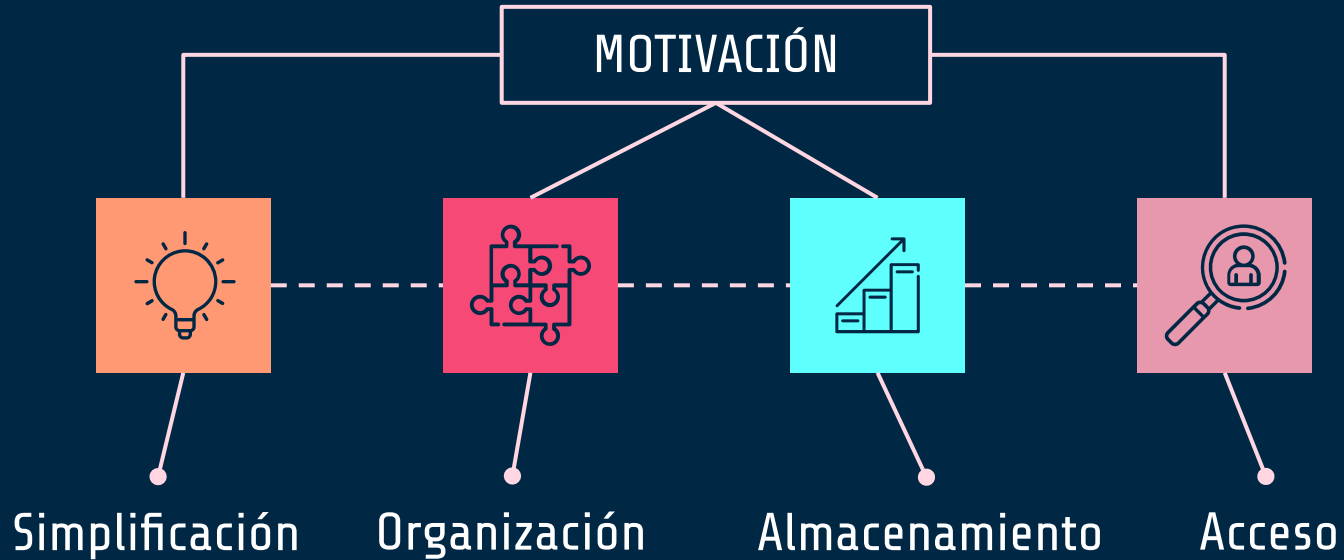 MOTIVACIÓN
Simplificación
Organización
Almacenamiento
Acceso